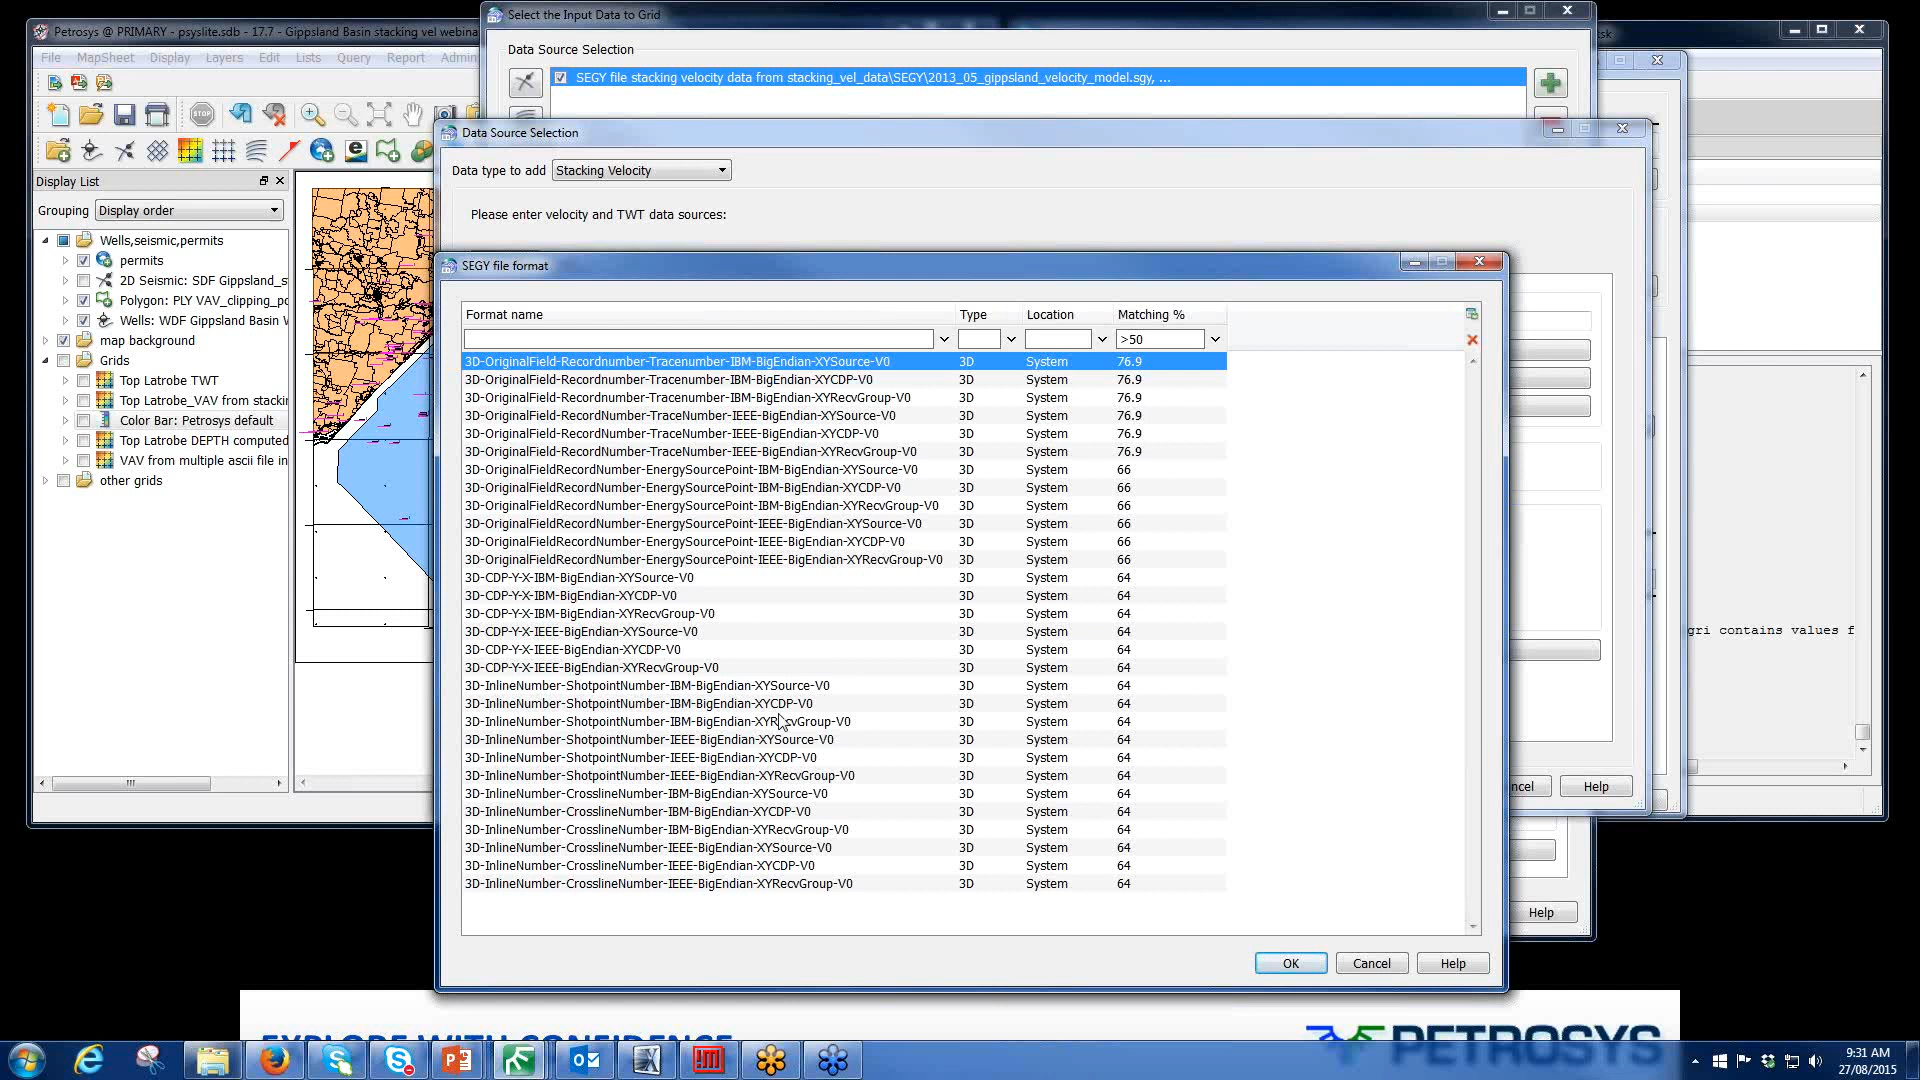 Select the Input Data to Grid
Petrosys @ PRIMARY - psyslite.sdb - 17.7 - Gippsland Basin stacking vel webina
File MapSheet Display Layers Edit Lists Query Report Admin
Data Source Selection
SEGY file stacking velocity data from stacking_vel_data\SEGY\2013_05_gippsland_velocity_model.sgy, ...
STOP
Data Source Selection
Data type to add Stacking Velocity
Please enter velocity and TWT data sources:
Display List
Grouping Display order
Wells,seismic,permits
permits
2D Seismic: SDF Gippsland_s
Polygon: PLY VAV_clipping_po
Wells: WDF Gippsland Basin W
map background
Grids
Top Latrobe TWT
Top Latrobe_VAV from stackin
Color Bar: Petrosys default
Top Latrobe DEPTH computed
VAV from multiple ascii file in
other grids
SEGY file format
Format name Type Location Matching %
>50
3D-OriginalField-Recordnumber-Tracenumber-IBM-BigEndian-XYSource-V0 3D System 76.9
3D-OriginalField-Recordnumber-Tracenumber-IBM-BigEndian-XYCDP-V0 3D System 76.9
3D-OriginalField-Recordnumber-Tracenumber-IBM-BigEndian-XYRecvGroup-V0 3D System 76.9
3D-OriginalField-RecordNumber-TraceNumber-IEEE-BigEndian-XYSource-V0 3D System 76.9
3D-OriginalField-RecordNumber-TraceNumber-IEEE-BigEndian-XYCDP-V0 3D System 76.9
3D-OriginalField-RecordNumber-TraceNumber-IEEE-BigEndian-XYRecvGroup-V0 3D System 76.9
3D-OriginalFieldRecordNumber-EnergySourcePoint-IBM-BigEndian-XYSource-V0 3D System 66
3D-OriginalFieldRecordNumber-EnergySourcePoint-IBM-BigEndian-XYCDP-V0 3D System 66
3D-OriginalFieldRecordNumber-EnergySourcePoint-IBM-BigEndian-XYRecvGroup-V0 3D System 66
3D-OriginalFieldRecordNumber-EnergySourcePoint-IEEE-BigEndian-XYSource-V0 3D System 66
3D-OriginalFieldRecordNumber-EnergySourcePoint-IEEE-BigEndian-XYCDP-V0 3D System 66
3D-OriginalFieldRecordNumber-EnergySourcePoint-IEEE-BigEndian-XYRecvGroup-V0 3D System 66
3D-CDP-Y-X-IBM-BigEndian-XYSource-V0 3D System 64
3D-CDP-Y-X-IBM-BigEndian-XYCDP-V0 3D System 64
3D-CDP-Y-X-IBM-BigEndian-XYRecvGroup-V0 3D System 64
3D-CDP-Y-X-IEEE-BigEndian-XYSource-V0 3D System 64
3D-CDP-Y-X-IEEE-BigEndian-XYCDP-V0 3D System 64
3D-CDP-Y-X-IEEE-BigEndian-XYRecvGroup-V0 3D System 64
3D-InlineNumber-ShotpointNumber-IBM-BigEndian-XYSource-V0 3D System 64
3D-InlineNumber-ShotpointNumber-IBM-BigEndian-XYCDP-V0 3D System 64
3D-InlineNumber-ShotpointNumber-IBM-BigEndian-XYRecvGroup-V0 3D System 64
3D-InlineNumber-ShotpointNumber-IEEE-BigEndian-XYSource-V0 3D System 64
3D-InlineNumber-ShotpointNumber-IEEE-BigEndian-XYCDP-V0 3D System 64
3D-InlineNumber-ShotpointNumber-IEEE-BigEndian-XYRecvGroup-V0 3D System 64
3D-InlineNumber-CrosslineNumber-IBM-BigEndian-XYSource-V0 3D System 64
3D-InlineNumber-CrosslineNumber-IBM-BigEndian-XYCDP-V0 3D System 64
3D-InlineNumber-CrosslineNumber-IBM-BigEndian-XYRecvGroup-V0 3D System 64
3D-InlineNumber-CrosslineNumber-IEEE-BigEndian-XYSource-V0 3D System 64
3D-InlineNumber-CrosslineNumber-IEEE-BigEndian-XYCDP-V0 3D System 64
3D-InlineNumber-CrosslineNumber-IEEE-BigEndian-XYRecvGroup-V0 3D System 64
OK Cancel Help
gri contains values f
ncel Help
Help
EXPLORE WITH CONFIDENCE
PETROSYS
9:31 AM
27/08/2015